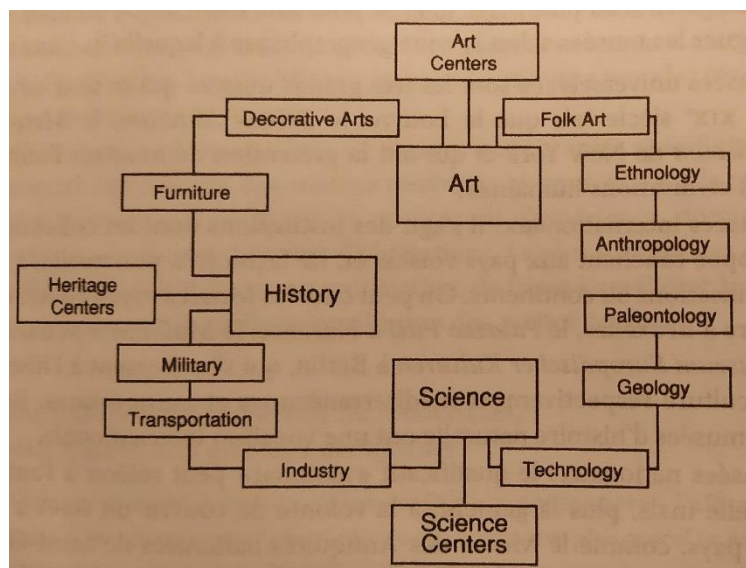 Art
Centers
Decorative Arts
Folk Art
Art
Ethnology
Furniture
Anthropology
Heritage
Centers
History
Paleontology
Military
Science
Geology
Transportation
Industry
Technology
Science
Centers